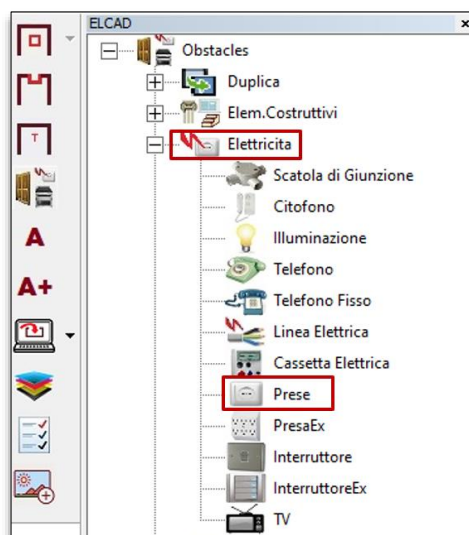 ELCAD
Obstacles
Duplica
Elem.Costruttivi
Elettricita
Scatola di Giunzione
Citofono
Illuminazione
Telefono
Telefono Fisso
Linea Elettrica
Cassetta Elettrica
Prese
PresaEx
Interruttore
InterruttoreEx
TV
T
A
A+